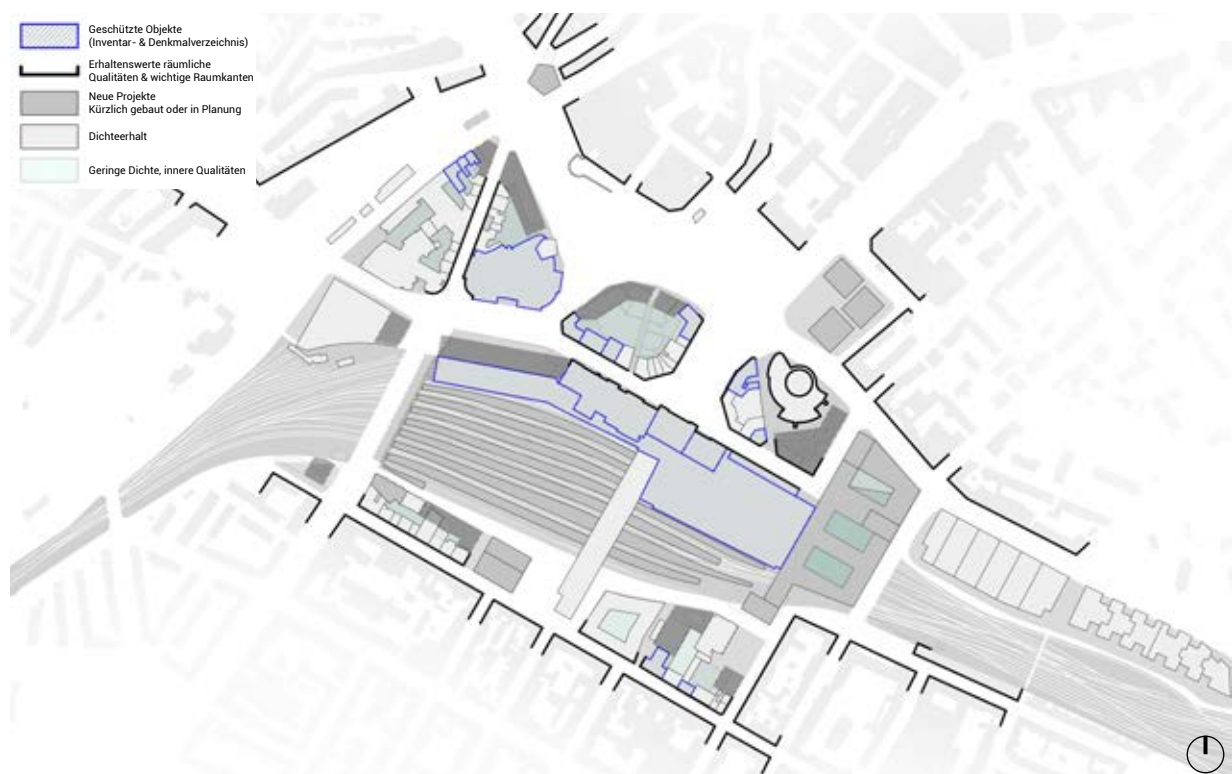 Geschützte Objekte
(Inventar- & Denkmalverzeichnis)
Erhaltenswerte räumliche
Qualitäten & wichtige Raumkanten
Neue Projekte
Kürzlich gebaut oder in Planung
Dichteerhalt
Geringe Dichte, innere Qualitäten